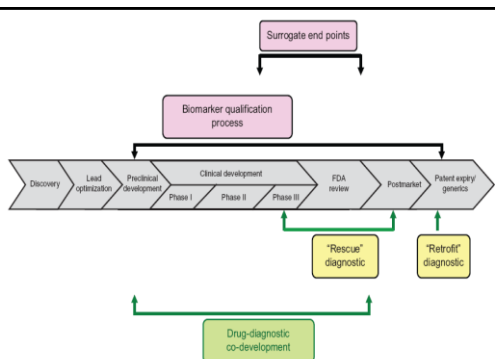 Surrogate end points
Biomarker qualification
process
Discovery
Lead
optimization
Preclinical
development
Clinical development
Phase I
Phase II
Phase III
FDA
review
Postmarket
Patent expiry/
generics
"Rescue"
diagnostic
"Retrofit"
diagnostic
Drug-diagnostic
co-development